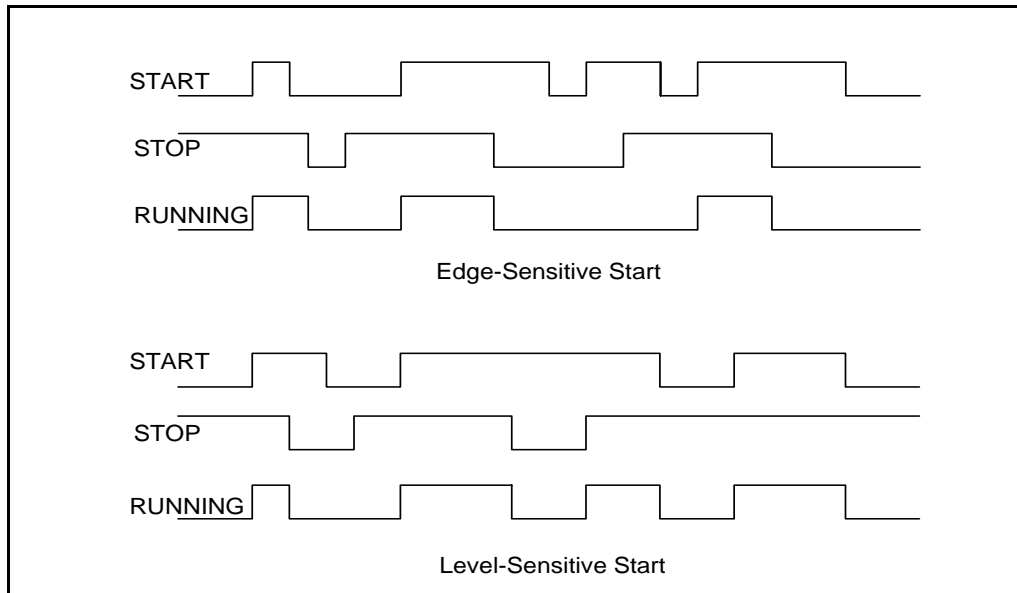 START
STOP
RUNNING
Edge-Sensitive Start
START
STOP
RUNNING
Level-Sensitive Start